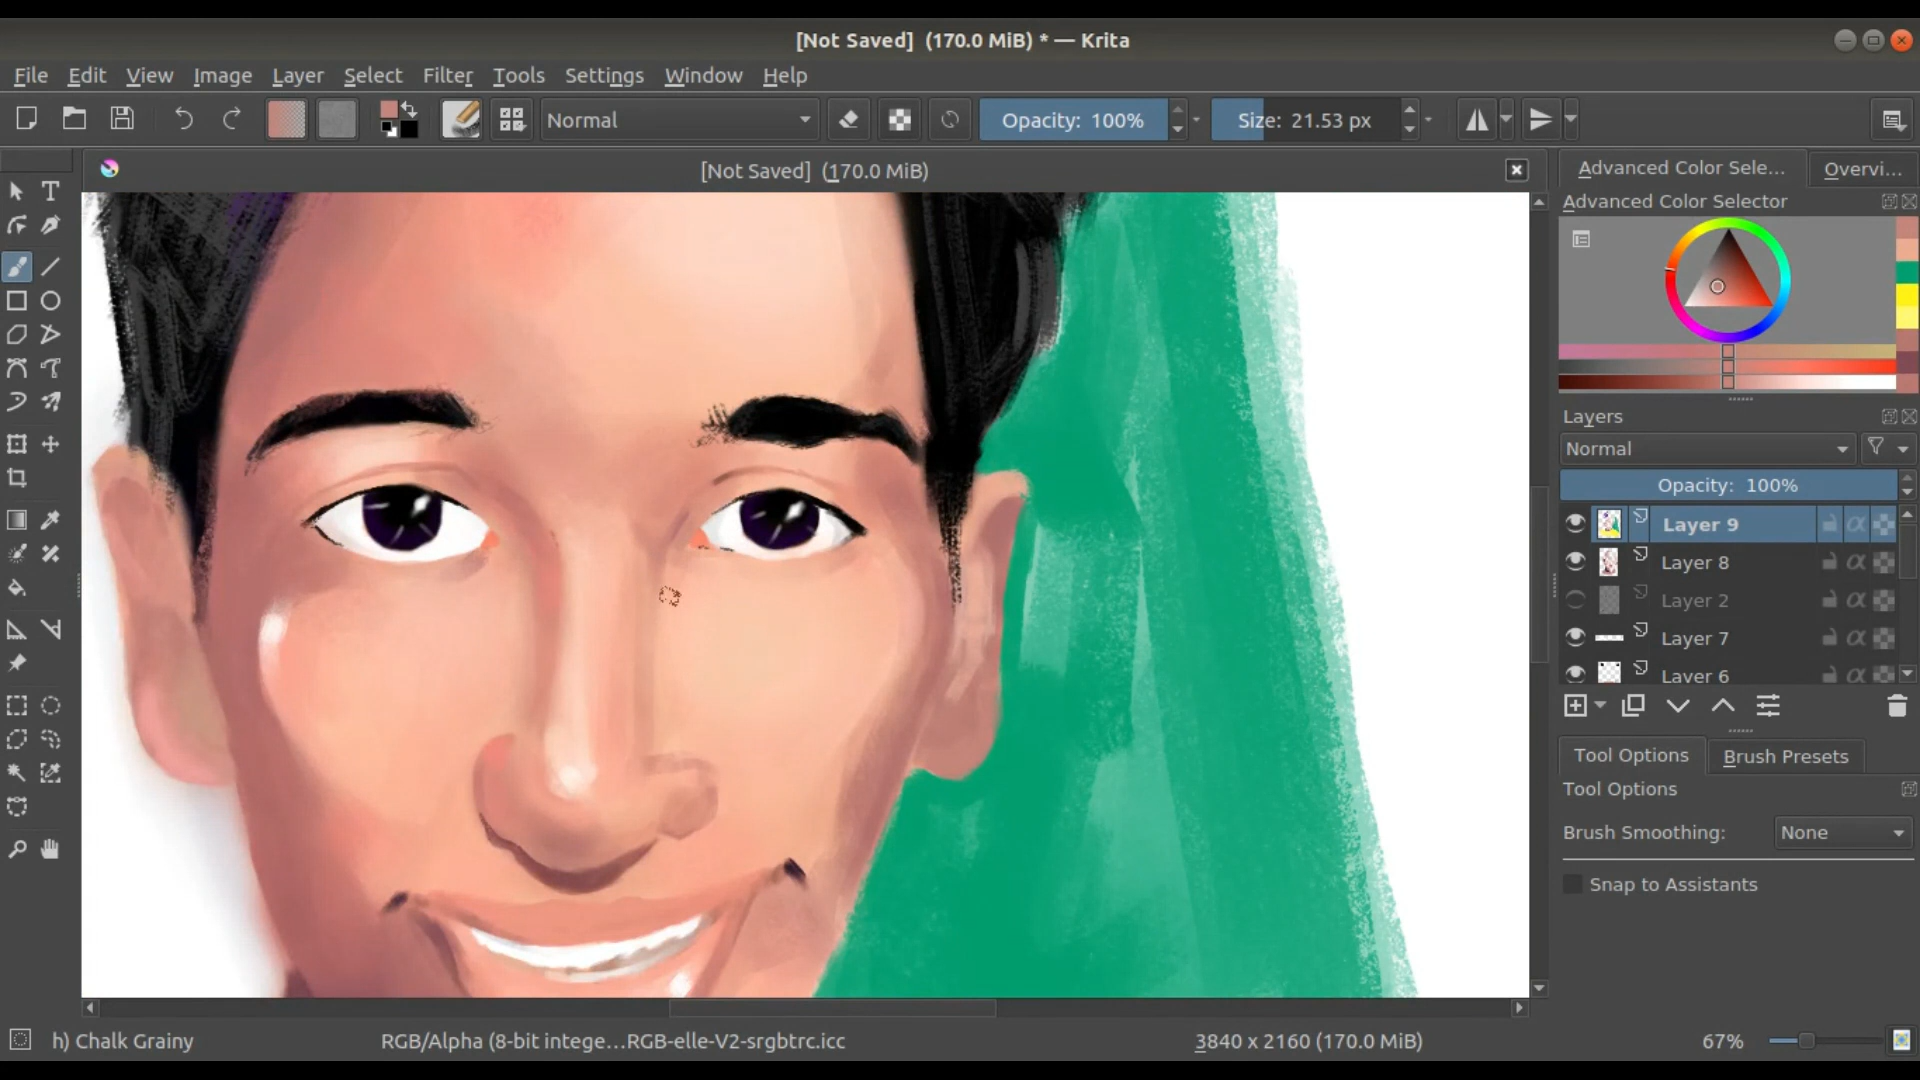 [Not Saved]  (170.0 MiB) * — Krita
File Edit View Image Layer Select Filter Tools Settings Window Help
Normal Opacity: 100% Size: 21.53 px
[Not Saved]  (170.0 MiB)
Advanced Color Sele... Overvi...
Advanced Color Selector
Layers
Normal
Opacity: 100%
Layer 9
Layer 8
Layer 2
Layer 7
Layer 6
Tool Options Brush Presets
Tool Options
Brush Smoothing: None
Snap to Assistants
h) Chalk Grainy RGB/Alpha (8-bit intege...RGB-elle-V2-srgbtrc.icc 3840 x 2160 (170.0 MiB) 67%